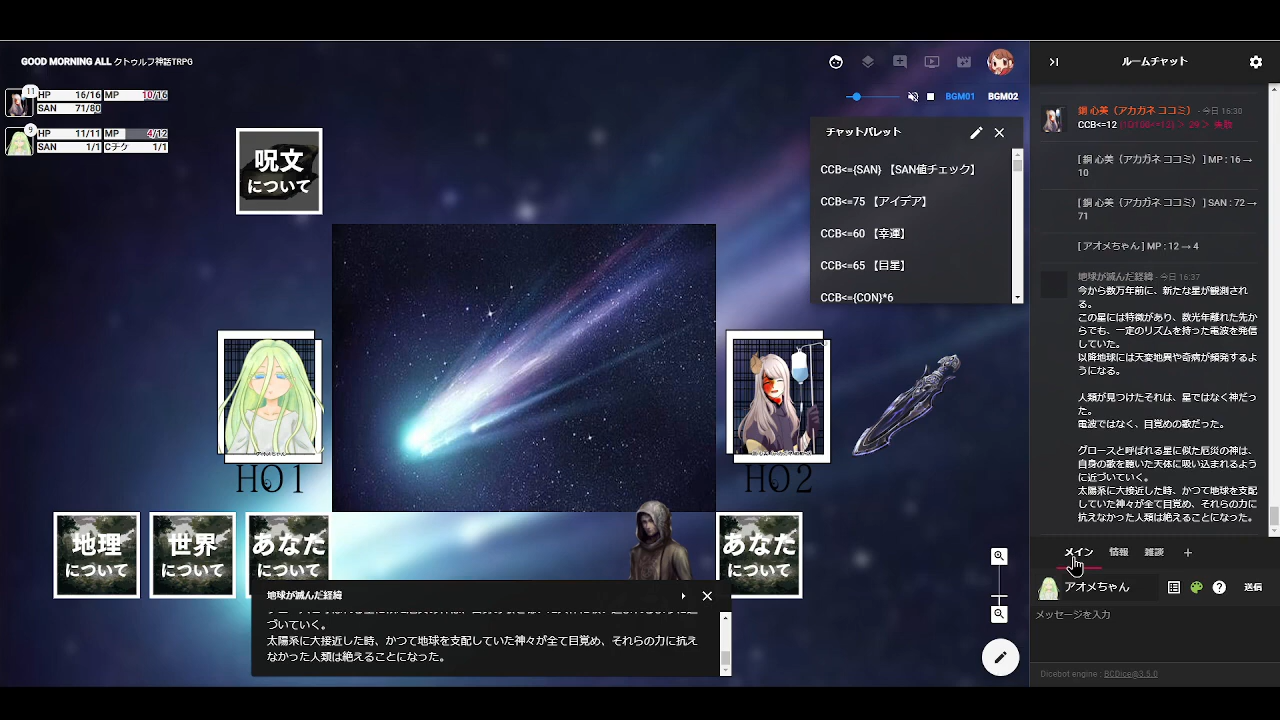 GOOD MORNING ALL クトゥルフ神話TRPG
11
HP 16/16 MP 10/16
SAN 71/80
9
HP 11/11 MP 4/12
SAN 1/1 Cチケ 1/1
呪文
について
BGM01 BGM02
チャットパレット
CCB<={SAN} 【SAN値チェック】
CCB<=75 【アイデア】
CCB<=60 【幸運】
CCB<=65 【目星】
CCB<={CON}*6
アオメちゃん
HO1
HO2
地理
について
世界
について
あなた
について
あなた
について
地球が滅んだ経緯
づいていく。
太陽系に大接近した時、かつて地球を支配していた神々が全て目覚め、それらの力に抗え
なかった人類は絶えることになった。
ルームチャット
銅 心美（アカガネ ココミ） - 今日 16:30
CCB<=12 (1D100<=12) > 29 > 失敗
[ 銅 心美（アカガネ ココミ） ] MP : 16 →
10
[ 銅 心美（アカガネ ココミ） ] SAN : 72 →
71
[ アオメちゃん ] MP : 12 → 4
地球が滅んだ経緯 - 今日 16:37
今から数万年前に、新たな星が観測され
る。
この星には特徴があり、数光年離れた先か
らでも、一定のリズムを持った電波を発信
していた。
以降地球には天変地異や奇病が頻発するよ
うになる。
人類が見つけたそれは、星ではなく神だっ
た。
電波ではなく、目覚めの歌だった。
グロースと呼ばれる星に似た厄災の神は、
自身の歌を聴いた天体に吸い込まれるよう
に近づいていく。
太陽系に大接近した時、かつて地球を支配
していた神々が全て目覚め、それらの力に
抗えなかった人類は絶えることになった。
メイン 情報 雑談 +
アオメちゃん
送信
メッセージを入力
Dicebot engine : BCDice@3.5.0